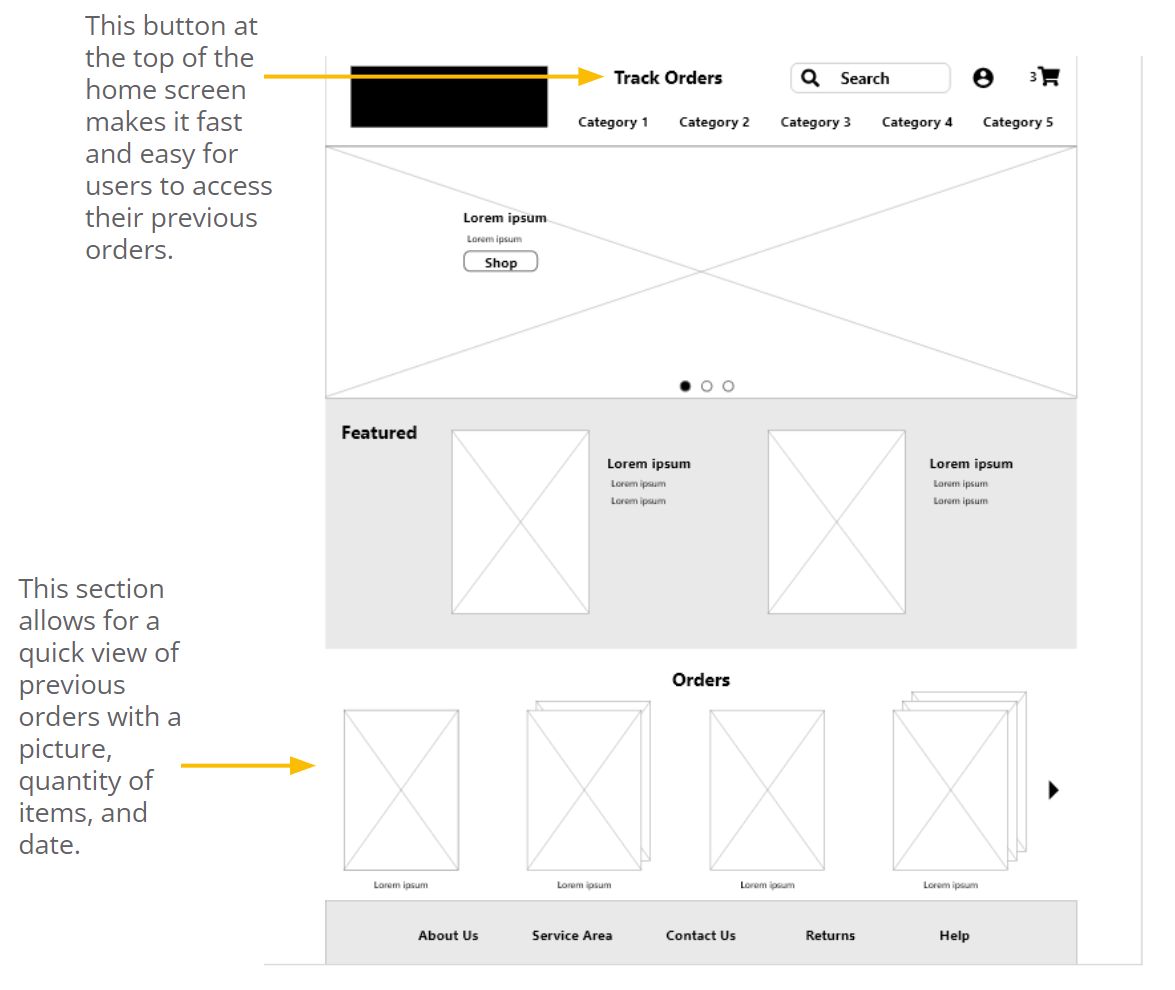 This button at
the top of the
home screen
makes it fast
and easy for
users to access
their previous
orders.
Track Orders
Search
3
Category 1 Category 2 Category 3 Category 4 Category 5
Lorem ipsum
Lorem ipsum
Shop
Featured
Lorem ipsum
Lorem ipsum
Lorem ipsum
Lorem ipsum
Lorem ipsum
Lorem ipsum
This section
allows for a
quick view of
previous
orders with a
picture,
quantity of
items, and
date.
Orders
Lorem ipsum Lorem ipsum Lorem ipsum Lorem ipsum
About Us Service Area Contact Us Returns Help